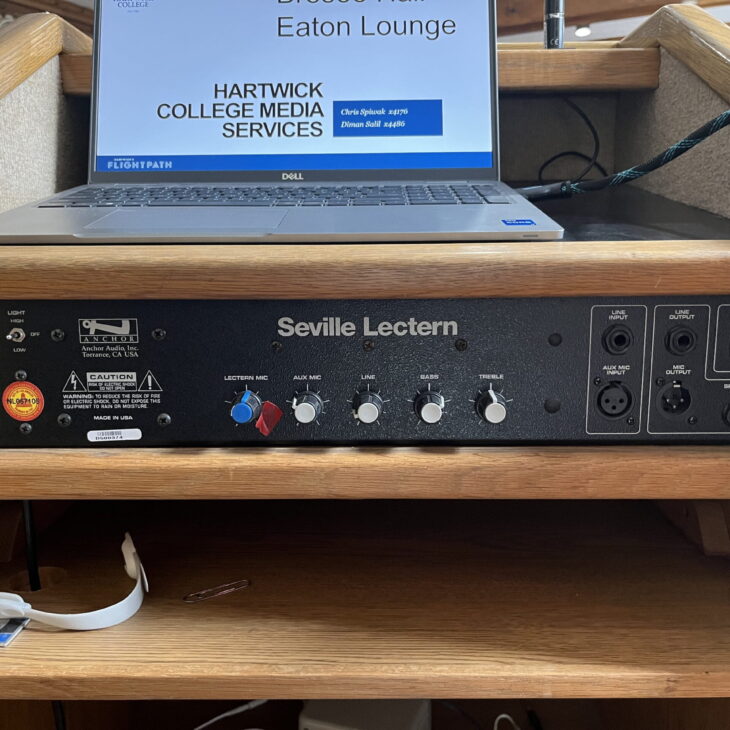 COLLEGE
Eaton Lounge
HARTWICK
COLLEGE MEDIA
SERVICES
Chris Spivak x4176
Diman Salil x4486
FLIGHTPATH
DELL
LIGHT
HIGH
OFF
LOW
ANCHOR
Anchor Audio, Inc.
Torrance, CA USA
CAUTION
RISK OF ELECTRIC SHOCK
DO NOT OPEN
WARNING: TO REDUCE THE RISK OF FIRE
OR ELECTRIC SHOCK, DO NOT EXPOSE THIS
EQUIPMENT TO RAIN OR MOISTURE.
MADE IN USA
Seville Lectern
LECTERN MIC
AUX MIC
LINE
BASS
TREBLE
LINE
INPUT
AUX MIC
INPUT
LINE
OUTPUT
MIC
OUTPUT